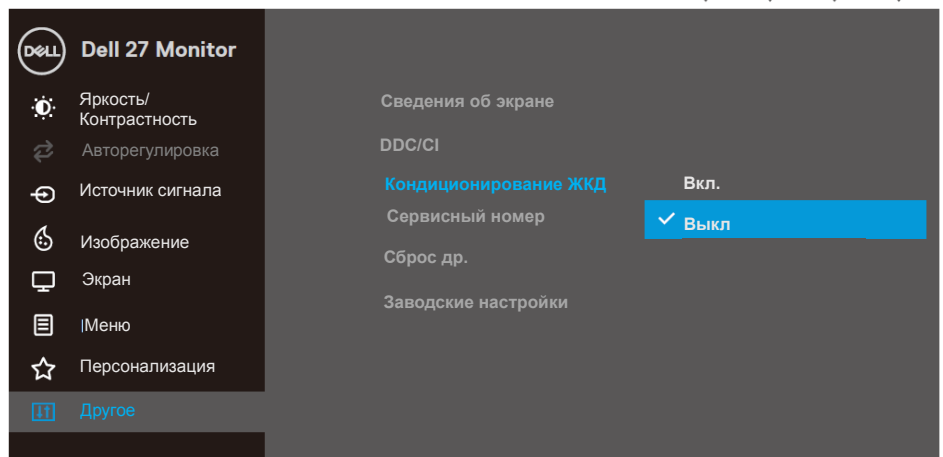 DELL
Dell 27 Monitor
Яркость/
Контрастность
Авторегулировка
Источник сигнала
Изображение
Экран
|Меню
Персонализация
Другое
Сведения об экране
DDC/CI
Кондиционирование ЖКД
Сервисный номер
Сброс др.
Заводские настройки
Вкл.
Выкл